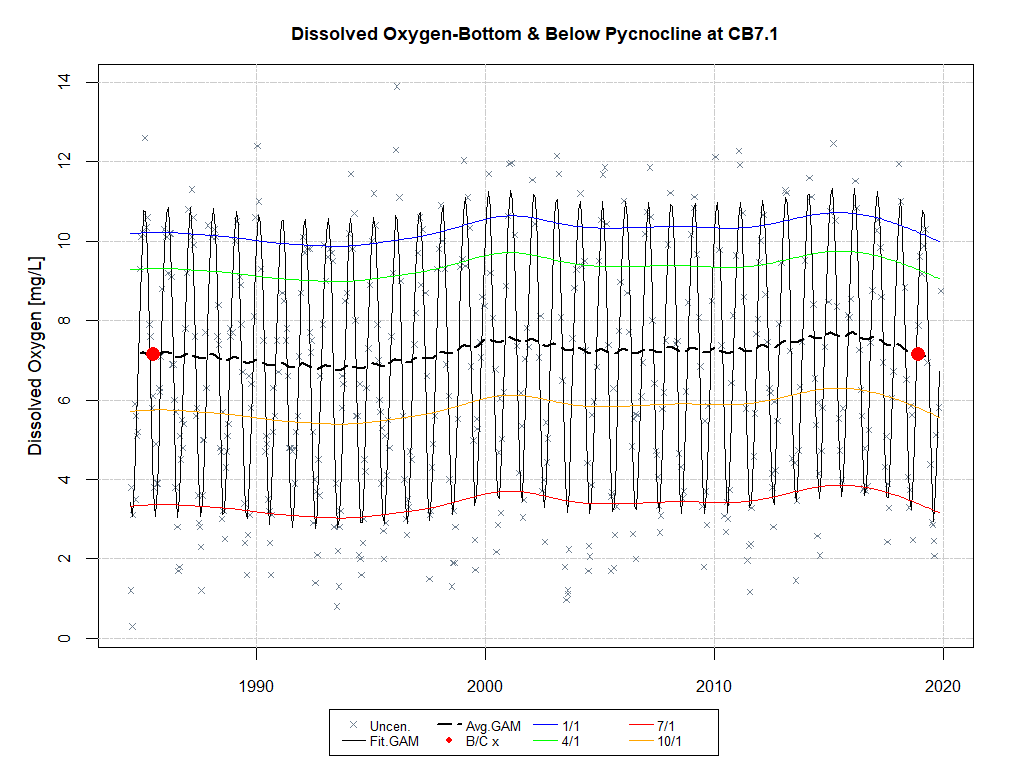 Dissolved Oxygen-Bottom & Below Pycnocline at CB7.1
Dissolved Oxygen [mg/L]
14
12
10
8
6
4
2
0
1990 2000 2010 2020
Uncen. Avg.GAM 1/1 7/1
Fit.GAM B/C x 4/1 10/1